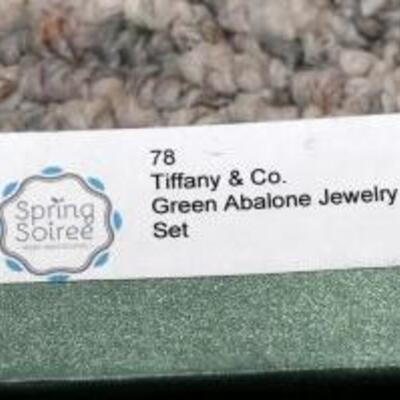 78
Tiffany & Co.
Green Abalone Jewelry
Set
Spring
Soiree